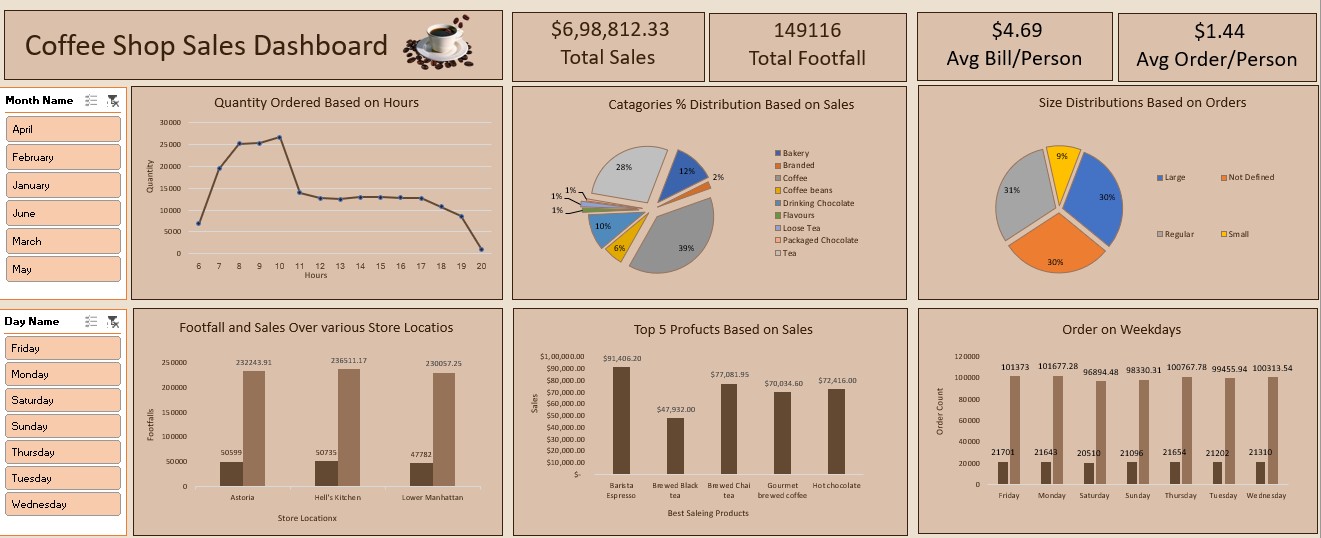 Coffee Shop Sales Dashboard
$6,98,812.33
Total Sales
149116
Total Footfall
$4.69
Avg Bill/Person
$1.44
Avg Order/Person
Month Name
April
February
January
June
March
May
Quantity Ordered Based on Hours
Quantity
30000
25000
20000
15000
10000
5000
0
6 7 8 9 10 11 12 13 14 15 16 17 18 19 20
Hours
Catagories % Distribution Based on Sales
28%
12%
2%
1%
1%
1%
10%
6%
39%
Bakery
Branded
Coffee
Coffee beans
Drinking Chocolate
Flavours
Loose Tea
Packaged Chocolate
Tea
Size Distributions Based on Orders
9%
31%
30%
30%
Large
Not Defined
Regular
Small
Day Name
Friday
Monday
Saturday
Sunday
Thursday
Tuesday
Wednesday
Footfall and Sales Over various Store Locatios
Footfalls
250000
200000
150000
100000
50000
0
232243.91
236511.17
230057.25
50599
50735
47782
Astoria
Hell's Kitchen
Lower Manhattan
Store Locationx
Top 5 Profucts Based on Sales
Sales
$1,00,000.00
$90,000.00
$80,000.00
$70,000.00
$60,000.00
$50,000.00
$40,000.00
$30,000.00
$20,000.00
$10,000.00
$-
$91,406.20
$47,932.00
$77,081.95
$70,034.60
$72,416.00
Barista
Espresso
Brewed Black
tea
Brewed Chai
tea
Gourmet
brewed coffee
Hot chocolate
Best Saleing Products
Order on Weekdays
Order Count
120000
100000
80000
60000
40000
20000
0
101373
101677.28
96894.48
98330.31
100767.78
99455.94
100313.54
21701
21643
20510
21096
21654
21202
21310
Friday
Monday
Saturday
Sunday
Thursday
Tuesday
Wednesday